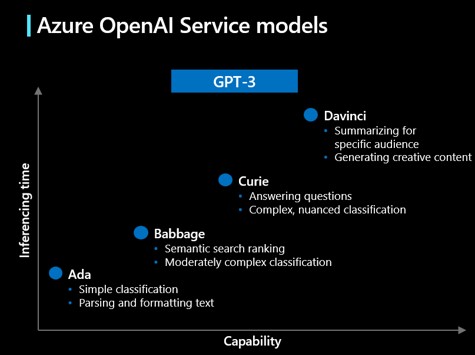 Azure OpenAI Service models
GPT-3
Davinci
• Summarizing for
specific audience
• Generating creative content
Curie
• Answering questions
• Complex, nuanced classification
Babbage
• Semantic search ranking
• Moderately complex classification
Ada
• Simple classification
• Parsing and formatting text
Inferencing time
Capability